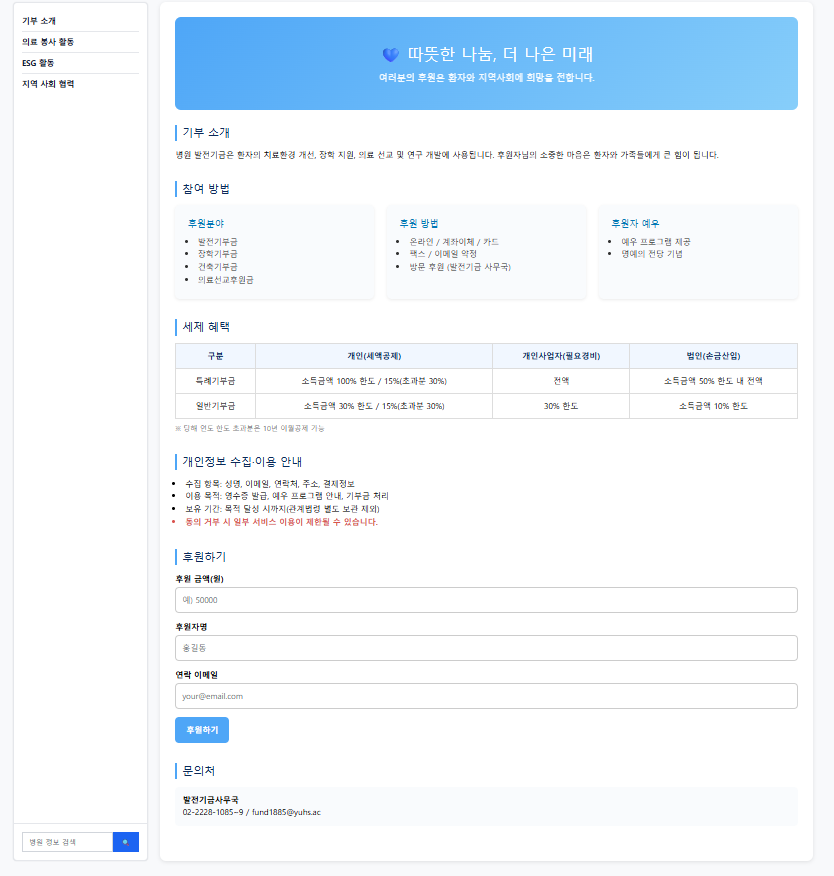 기부 소개
의료 봉사 활동
ESG 활동
지역 사회 협력
병원 정보 검색
💙 따뜻한 나눔, 더 나은 미래
여러분의 후원은 환자와 지역사회에 희망을 전합니다.
기부 소개
병원 발전기금은 환자의 치료환경 개선, 장학 지원, 의료 선교 및 연구 개발에 사용됩니다. 후원자님의 소중한 마음은 환자와 가족들에게 큰 힘이 됩니다.
참여 방법
후원분야
• 발전기부금
• 장학기부금
• 건축기부금
• 의료선교후원금
후원 방법
• 온라인 / 계좌이체 / 카드
• 팩스 / 이메일 약정
• 방문 후원 (발전기금 사무국)
후원자 예우
• 예우 프로그램 제공
• 명예의 전당 기념
세제 혜택
구분 개인(세액공제) 개인사업자(필요경비) 법인(손금산입)
특례기부금 소득금액 100% 한도 / 15%(초과분 30%) 전액 소득금액 50% 한도 내 전액
일반기부금 소득금액 30% 한도 / 15%(초과분 30%) 30% 한도 소득금액 10% 한도
※ 당해 연도 한도 초과분은 10년 이월공제 가능
개인정보 수집·이용 안내
• 수집 항목: 성명, 이메일, 연락처, 주소, 결제정보
• 이용 목적: 영수증 발급, 예우 프로그램 안내, 기부금 처리
• 보유 기간: 목적 달성 시까지(관계법령 별도 보관 제외)
• 동의 거부 시 일부 서비스 이용이 제한될 수 있습니다.
후원하기
후원 금액(원)
예) 50000
후원자명
홍길동
연락 이메일
your@email.com
후원하기
문의처
발전기금사무국
02-2228-1085~9 / fund1885@yuhs.ac